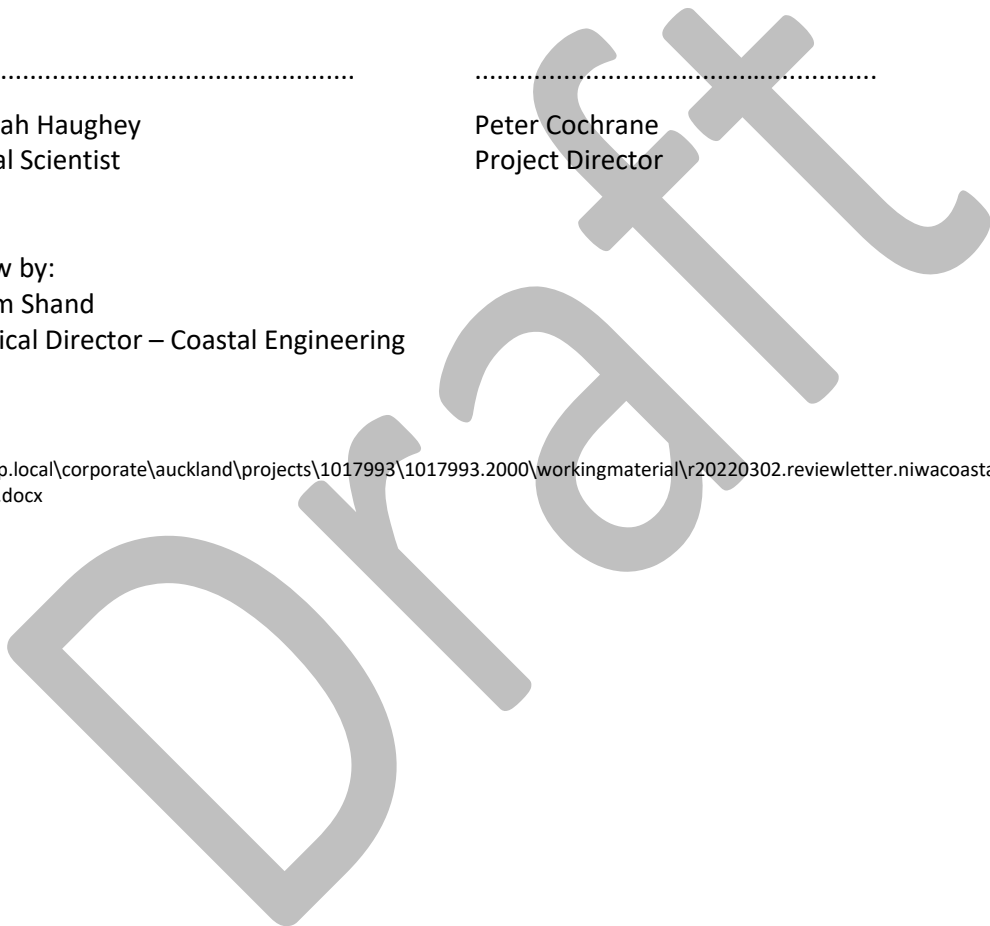 ................................................ ......................................................
ah Haughey Peter Cochrane
al Scientist Project Director
w by:
m Shand
ical Director – Coastal Engineering
p.local\corporate\auckland\projects\1017993\1017993.2000\workingmaterial\r20220302.reviewletter.niwacoasta
.docx
Draft